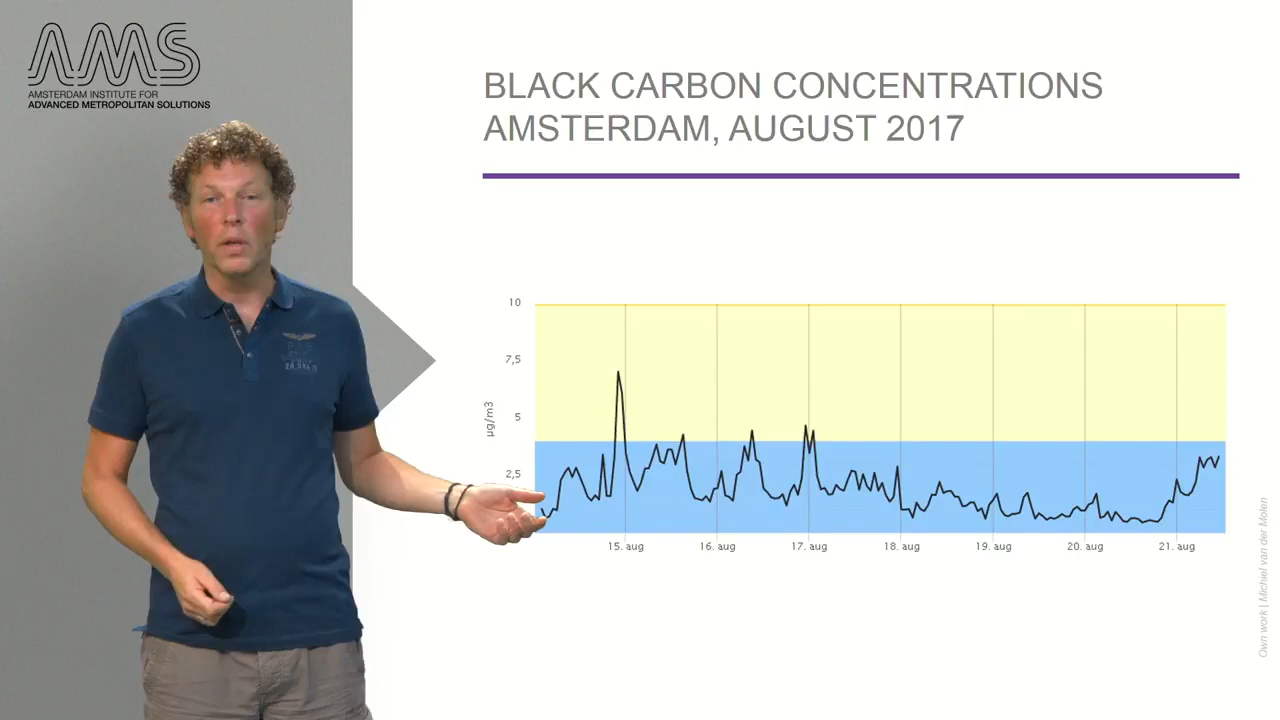 AMS
AMSTERDAM INSTITUTE FOR
ADVANCED METROPOLITAN SOLUTIONS
BLACK CARBON CONCENTRATIONS
AMSTERDAM, AUGUST 2017
10
7,5
5
2,5
µg/m3
15. aug
16. aug
17. aug
18. aug
19. aug
20. aug
21. aug
Own work | Michiel van der Molen